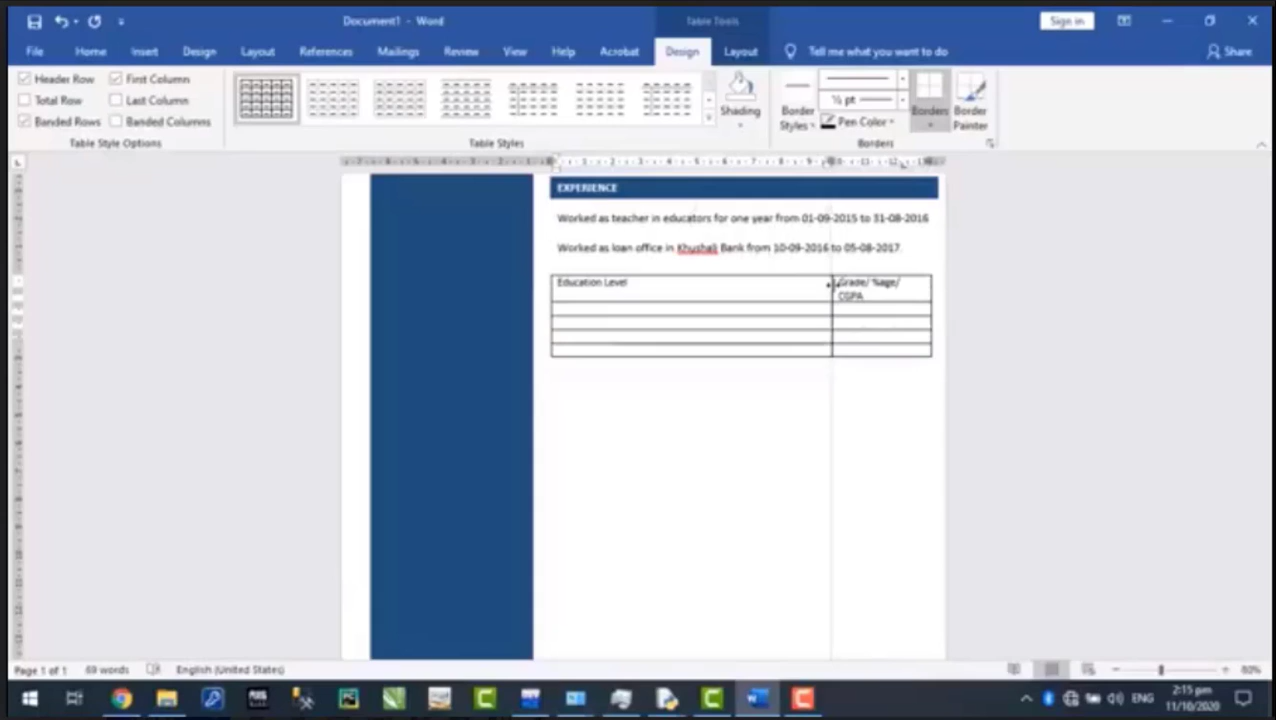 Document1 - Word
Table Tools
Sign in
File Home Insert Design Layout References Mailings Review View Help Acrobat Design Layout Tell me what you want to do Share
Header Row First Column
Total Row Last Column
Banded Rows Banded Columns
Table Style Options
Table Styles
Shading
Border Styles
½ pt
Pen Color
Borders
Border Painter
Borders
EXPERIENCE
Worked as teacher in educators for one year from 01-09-2015 to 31-08-2016
Worked as loan office in Khushali Bank from 10-09-2016 to 05-08-2017.
Education Level
Grade/ %age/
CGPA
Page 1 of 1 69 words English (United States) 80%
ENG
2:15 pm
11/10/2020